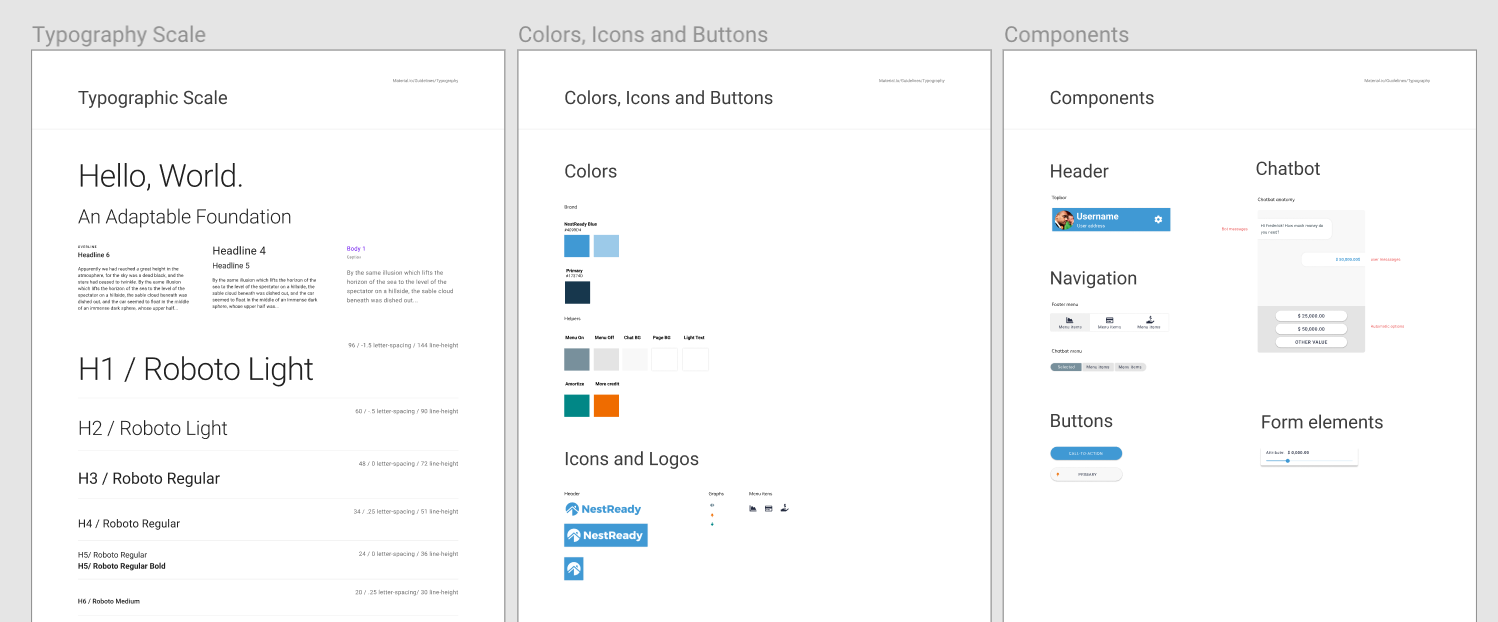 Typography Scale
Material.io/Guidelines/Typography
Typographic Scale
Hello, World.
An Adaptable Foundation
OVERLINE
Headline 6
Apparently we had reached a great height in the
atmosphere, for the sky was a dead black, and the
stars had ceased to twinkle. By the same illusion
which lifts the horizon of the sea to the level of the
spectator on a hillside, the sable cloud beneath was
dished out, and the car seemed to float in the middle
of an immense dark sphere, whose upper half...
Headline 4
Headline 5
By the same illusion which lifts the horizon of the
sea to the level of the spectator on a hillside, the
sable cloud beneath was dished out, and the car
seemed to float in the middle of an immense dark
sphere, whose upper half was...
Body 1
Caption
By the same illusion which lifts the
horizon of the sea to the level of the
spectator on a hillside, the sable cloud
beneath was dished out...
96 / -1.5 letter-spacing / 144 line-height
H1 / Roboto Light
60 / -.5 letter-spacing / 90 line-height
H2 / Roboto Light
48 / 0 letter-spacing / 72 line-height
H3 / Roboto Regular
34 / .25 letter-spacing / 51 line-height
H4 / Roboto Regular
24 / 0 letter-spacing / 36 line-height
H5/ Roboto Regular
H5/ Roboto Regular Bold
20 / .25 letter-spacing/ 30 line-height
H6 / Roboto Medium
Colors, Icons and Buttons
Material.io/Guidelines/Typography
Colors, Icons and Buttons
Colors
Brand
NestReady Blue
Primary
Helpers
Menu On
Menu Off
Chat BG
Page BG
Light Text
Amortize
More credit
Icons and Logos
Header
Graphs
Menu items
NestReady
NestReady
Components
Material.io/Guidelines/Typography
Components
Header
Topbar
Username
User address
Navigation
Footer menu
Menu items
Menu items
Menu items
Chatbot menu
Selected
Menu items
More items
Buttons
CALL TO ACTION
PRIMARY
Chatbot
Chatbot anatomy
Bot messages
Hi Frederick! How much money do
you need?
$ 50,000.00
user messages
$ 25,000.00
$ 50,000.00
OTHER VALUE
Automatic options
Form elements
Attribute: $ 0,000.00